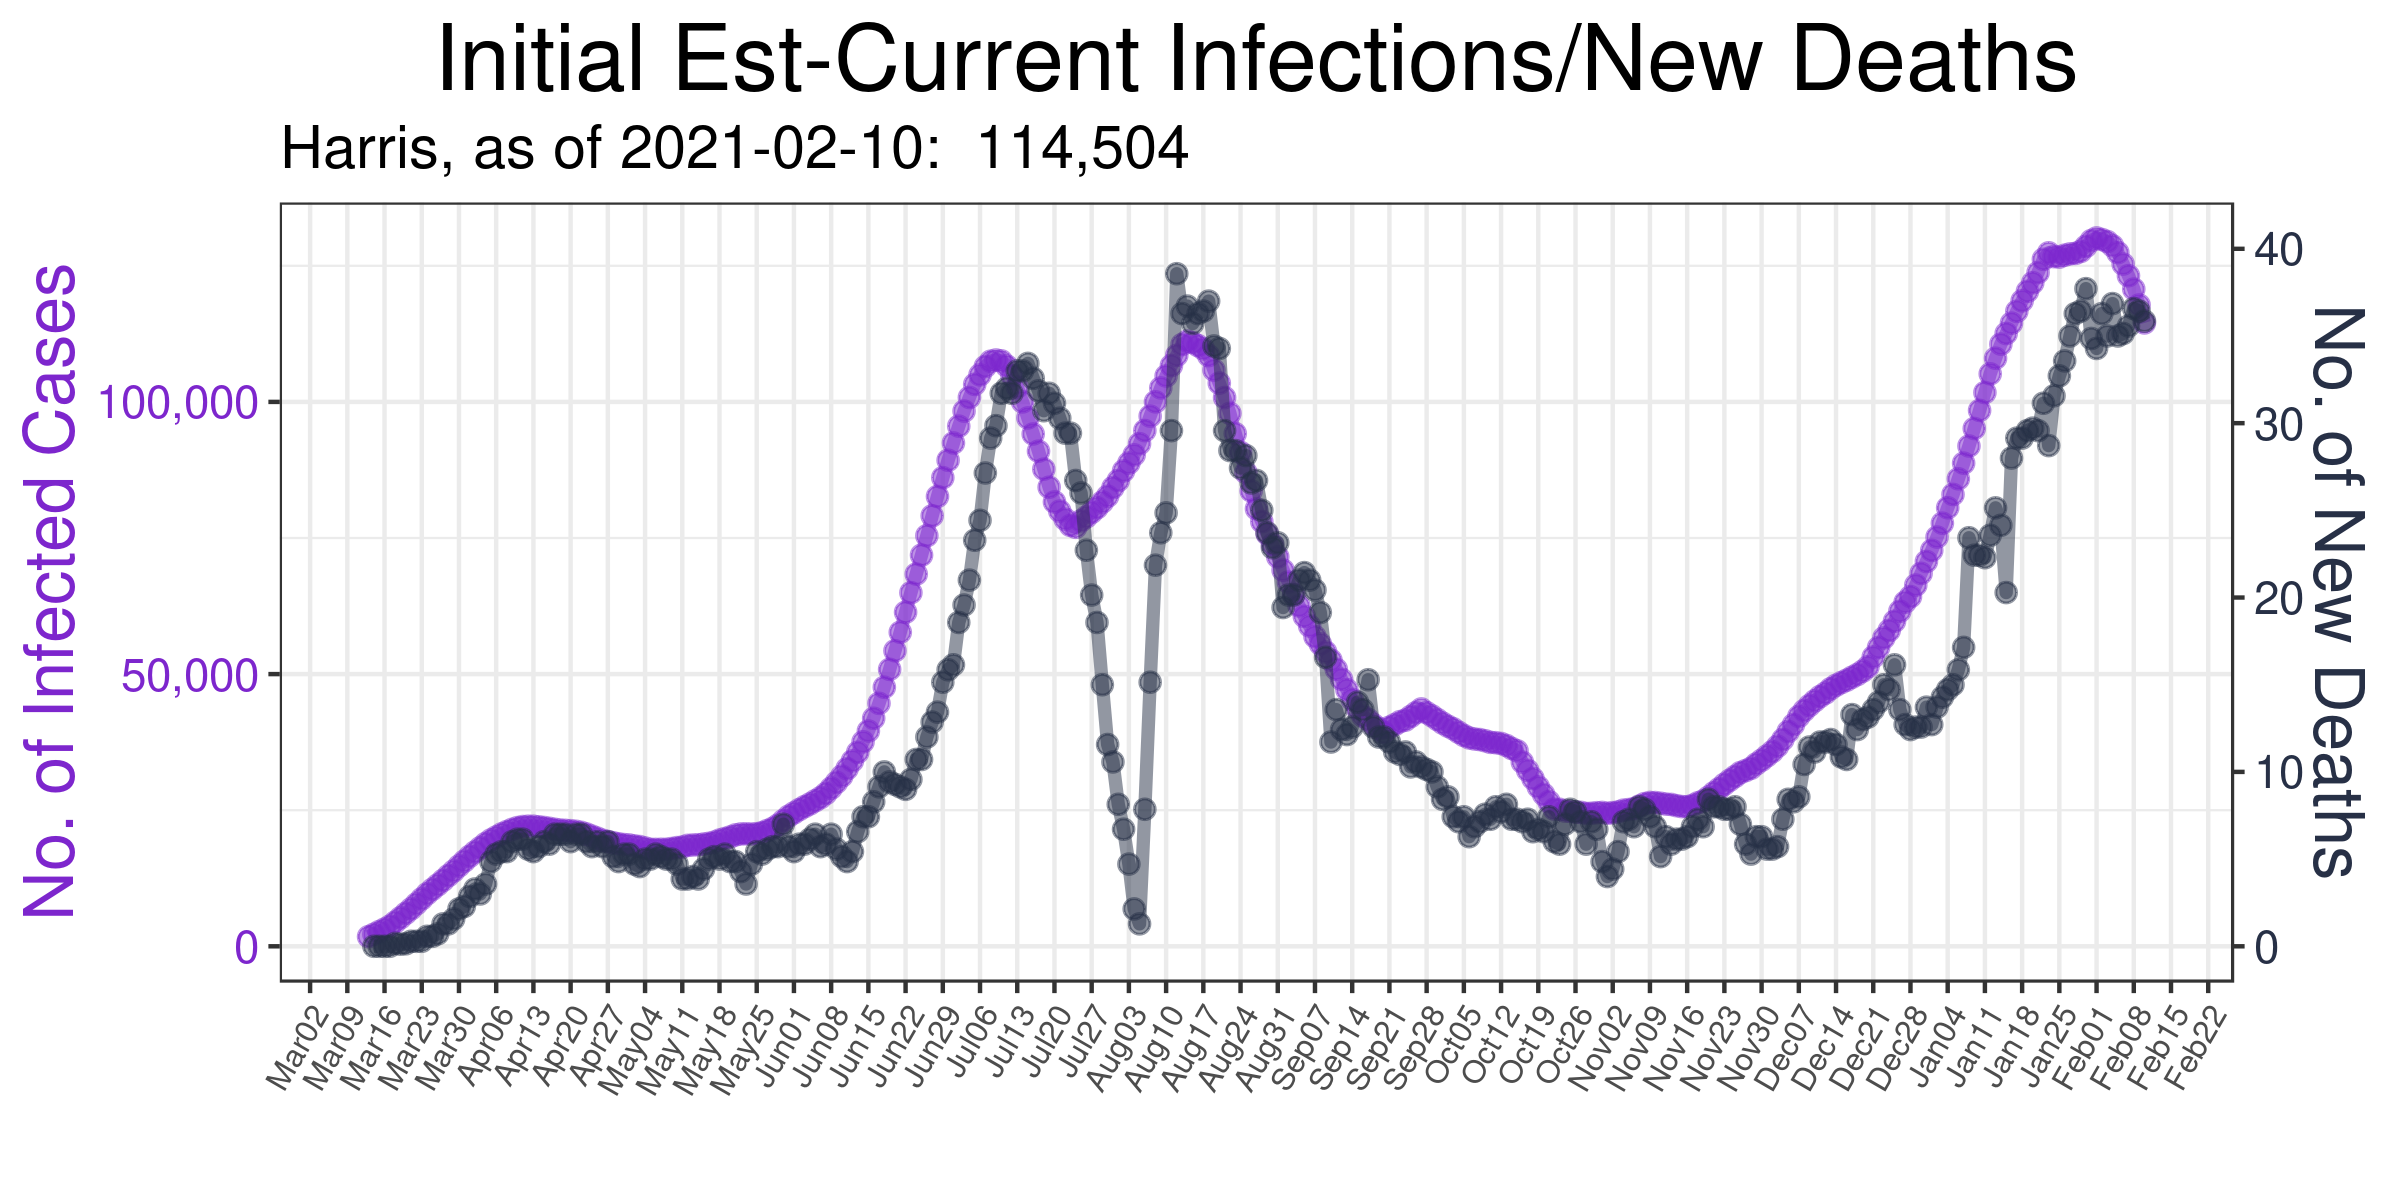 Initial Est-Current Infections/New Deaths
Harris, as of 2021-02-10: 114,504
No. of Infected Cases
100,000
50,000
0
40
30
20
10
0
No. of New Deaths
Mar02
Mar09
Mar16
Mar23
Mar30
Apr06
Apr13
Apr20
Apr27
May04
May11
May18
May25
Jun01
Jun08
Jun15
Jun22
Jun29
Jul06
Jul13
Jul20
Jul27
Aug03
Aug10
Aug17
Aug24
Aug31
Sep07
Sep14
Sep21
Sep28
Oct05
Oct12
Oct19
Oct26
Nov02
Nov09
Nov16
Nov23
Nov30
Dec07
Dec14
Dec21
Dec28
Jan04
Jan11
Jan18
Jan25
Feb01
Feb08
Feb15
Feb22